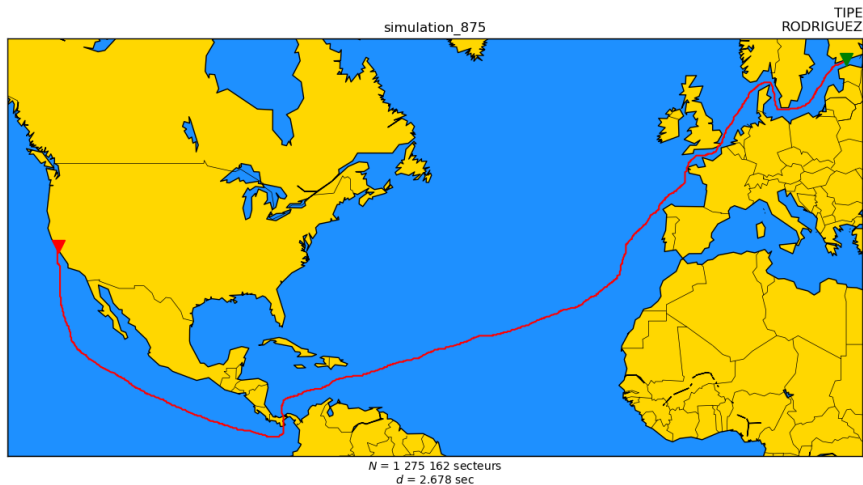 simulation_875
TIPE
RODRIGUEZ
N = 1 275 162 secteurs
d = 2.678 sec